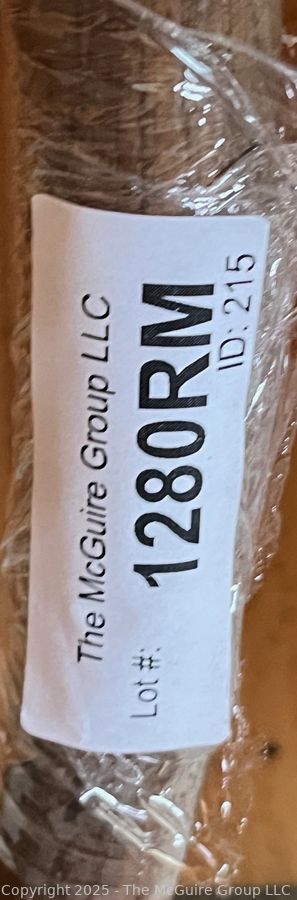 The McGuire Group LLC
Lot #: 1280RM
ID: 215
Copyright 2025 - The McGuire Group LLC